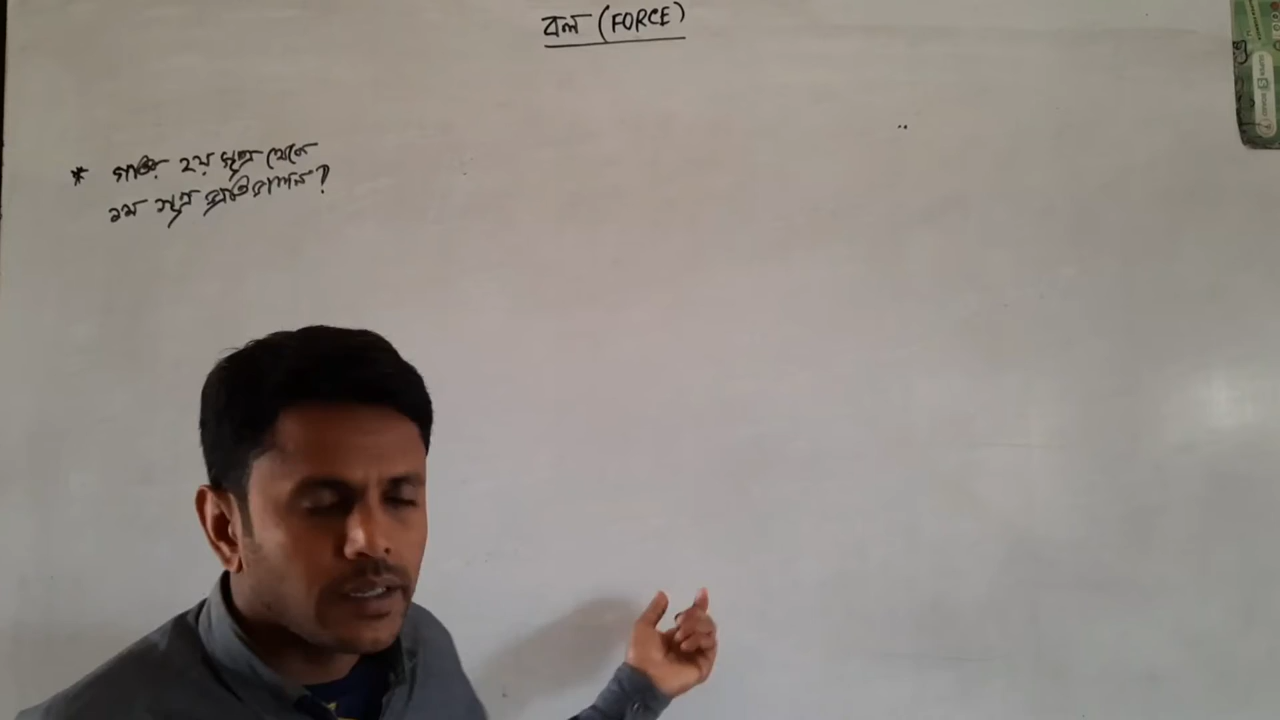 বল (FORCE)
* গতির ২য় সূত্র থেকে
১ম সূত্র প্রতিপাদন?